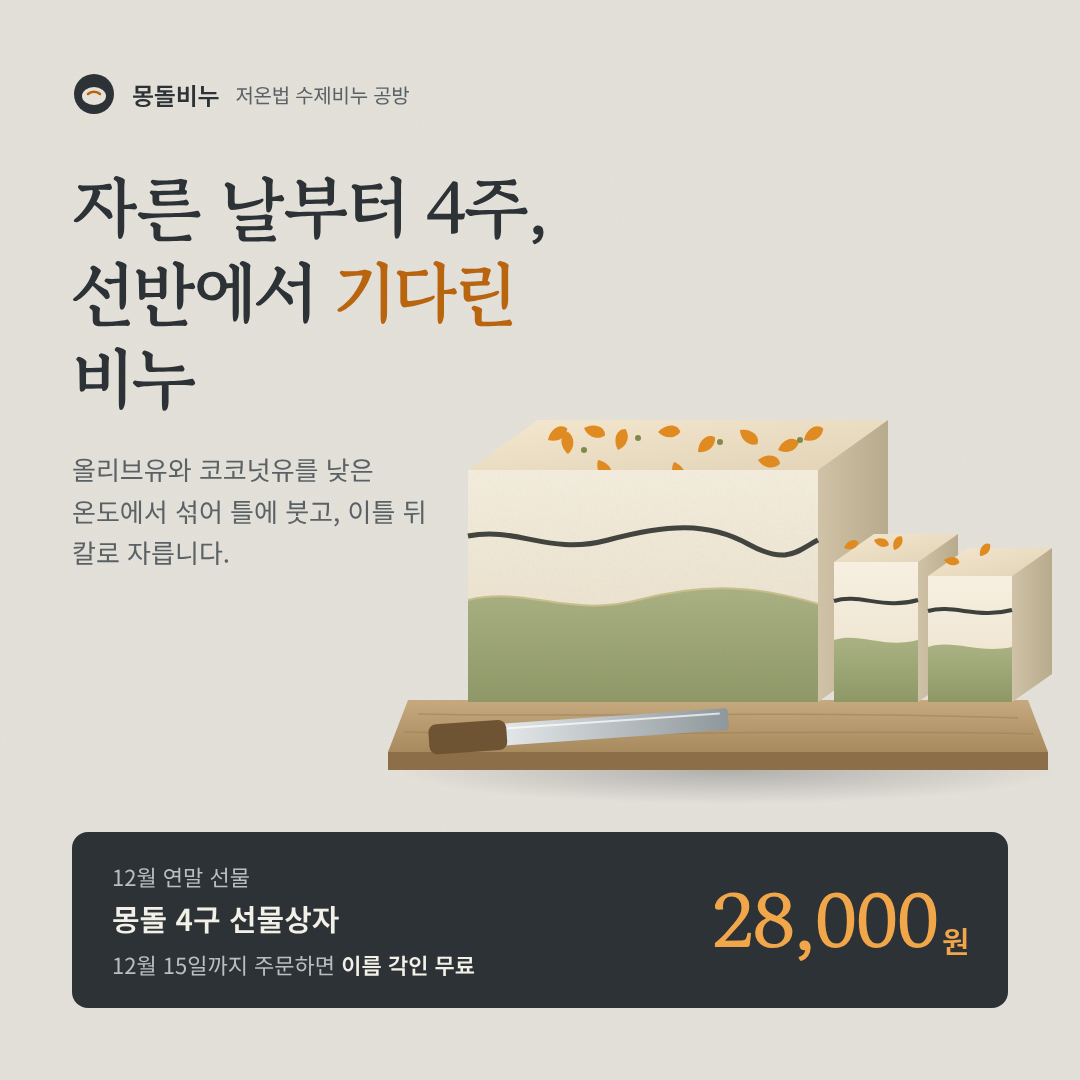 몽돌비누 저온법 수제비누 공방
자른 날부터 4주,
선반에서 기다린
비누
올리브유와 코코넛유를 낮은
온도에서 섞어 틀에 붓고, 이틀 뒤
칼로 자릅니다.
12월 연말 선물
몽돌 4구 선물상자
12월 15일까지 주문하면 이름 각인 무료
28,000원